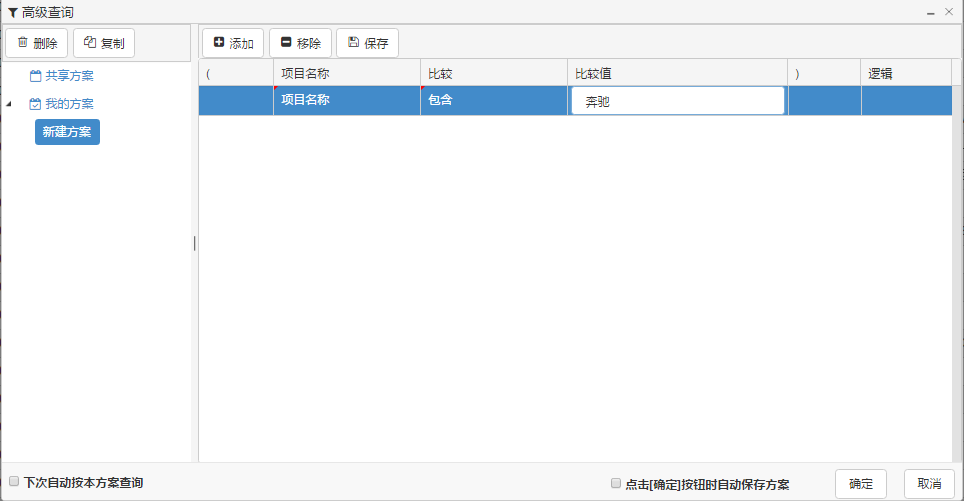 高级查询
删除 复制 添加 移除 保存
共享方案
我的方案
新建方案
( 项目名称 比较 比较值 ) 逻辑
项目名称 包含 奔驰
下次自动按本方案查询 点击[确定]按钮时自动保存方案 确定 取消